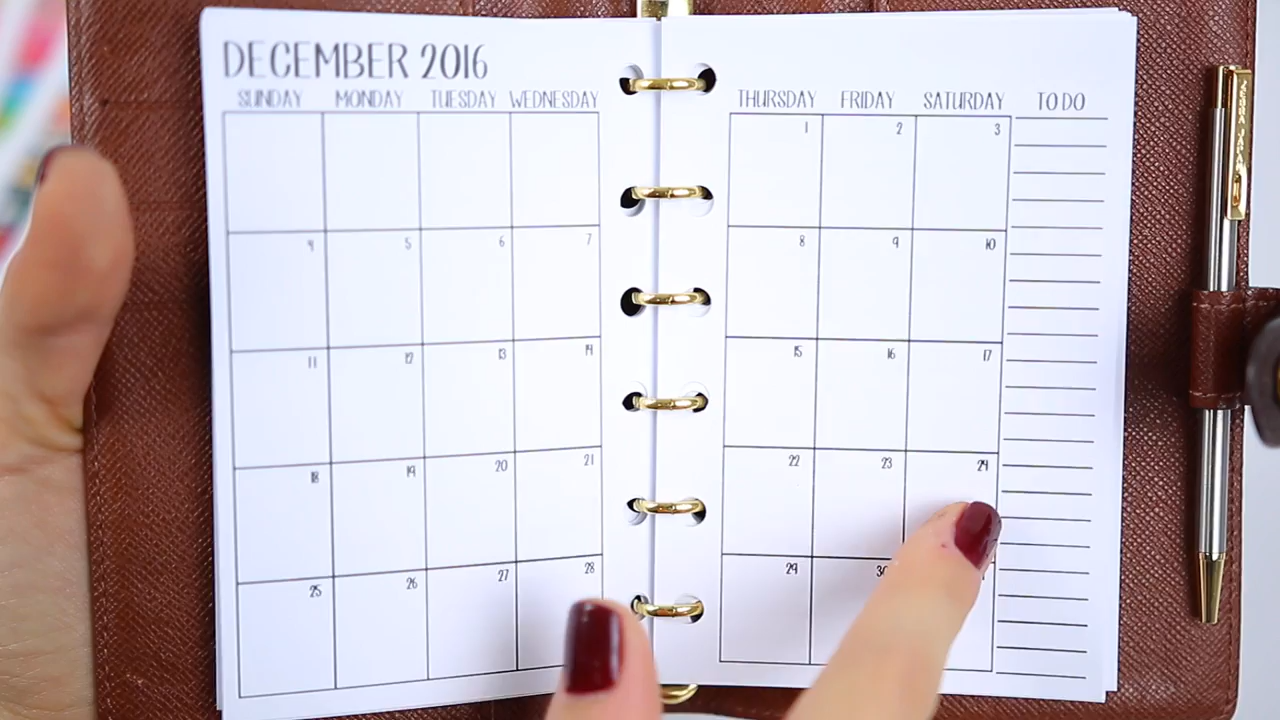 DECEMBER 2016
SUNDAY MONDAY TUESDAY WEDNESDAY THURSDAY FRIDAY SATURDAY TO DO
1 2 3
4 5 6 7 8 9 10
11 12 13 14 15 16 17
18 19 20 21 22 23 24
25 26 27 28 29 30